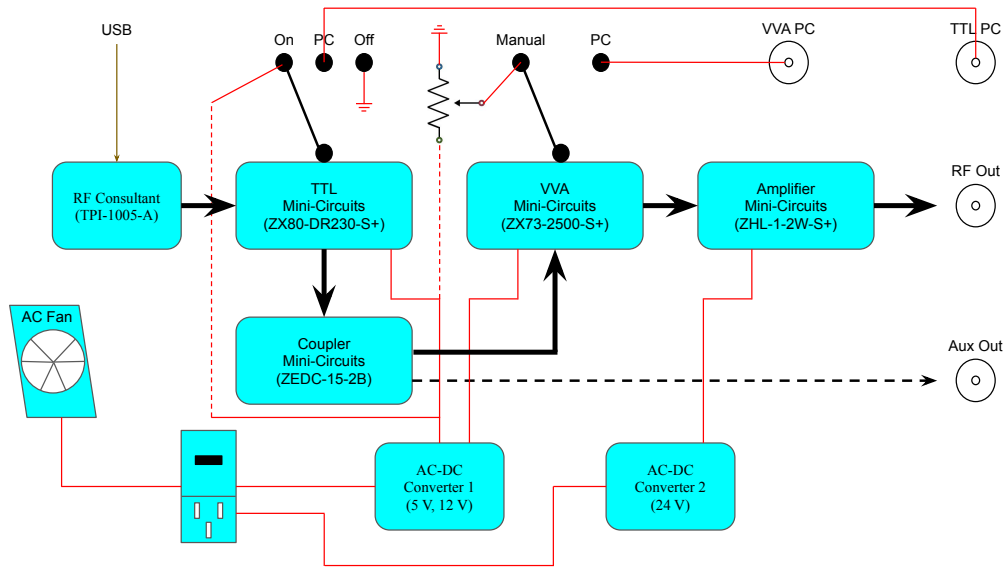 USB
On
PC
Off
Manual
PC
VVA PC
TTL PC
RF Consultant
(TPI-1005-A)
TTL
Mini-Circuits
(ZX80-DR230-S+)
VVA
Mini-Circuits
(ZX73-2500-S+)
Amplifier
Mini-Circuits
(ZHL-1-2W-S+)
RF Out
AC Fan
Coupler
Mini-Circuits
(ZEDC-15-2B)
Aux Out
AC-DC
Converter 1
(5 V, 12 V)
AC-DC
Converter 2
(24 V)